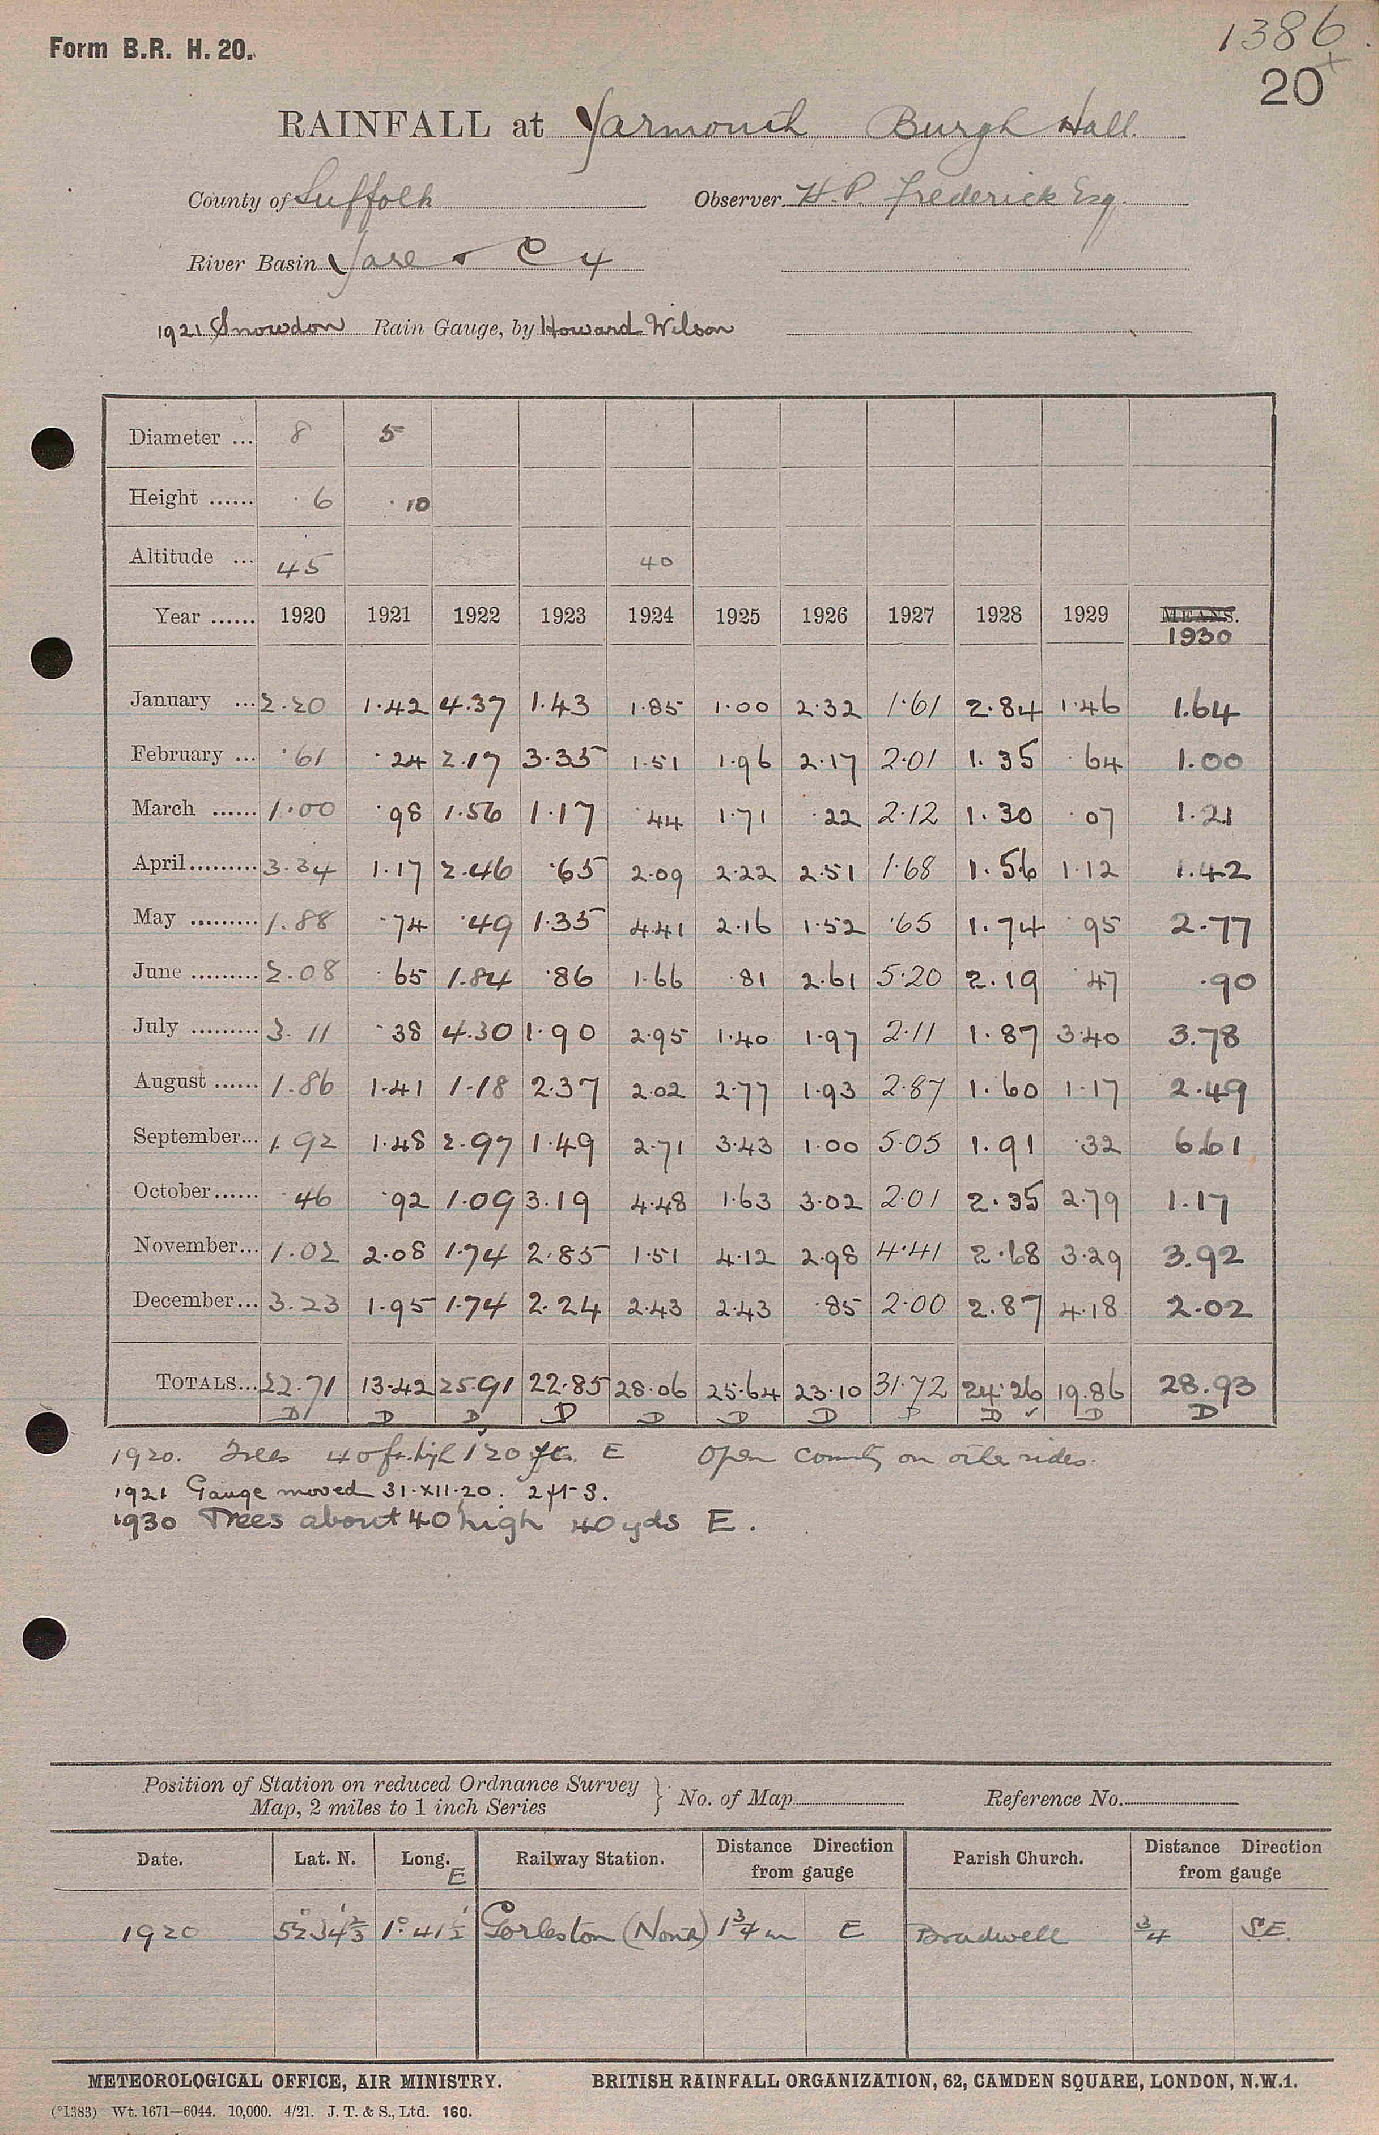 1386
Form B.R. H. 20.
20
RAINFALL at Yarmouth Burgh Hall.
County of Suffolk Observer H. P. Frederick Esq.
River Basin Yare C 4
1921 Snowdon Rain Gauge, by Howard Wilson
Diameter ... 8 5
Height ...... ·6 ·10
Altitude ... 45 40
Year ...... 1920 1921 1922 1923 1924 1925 1926 1927 1928 1929 MEANS. 1930
January ... 2.20 1.42 4.37 1.43 1.85 1.00 2.32 1.61 2.84 1.46 1.64
February ... ·61 ·24 2.17 3.35 1.51 1.96 2.17 2.01 1.35 ·64 1.00
March ...... 1.00 ·98 1.56 1.17 ·44 1.71 ·22 2.12 1.30 ·07 1.21
April ......... 3.34 1.17 2.46 ·65 2.09 2.22 2.51 1.68 1.56 1.12 1.42
May ......... 1.88 ·74 ·49 1.35 4.41 2.16 1.52 ·65 1.74 ·95 2.77
June ......... 2.08 ·65 1.84 ·86 1.66 ·81 2.61 5.20 2.19 ·47 ·90
July ......... 3.11 ·38 4.30 1.90 2.95 1.40 1.97 2.11 1.87 3.40 3.78
August ...... 1.86 1.41 1.18 2.37 2.02 2.77 1.93 2.87 1.60 1.17 2.49
September... 1.92 1.48 2.97 1.49 2.71 3.43 1.00 5.05 1.91 ·32 6.61
October...... ·46 ·92 1.09 3.19 4.48 1.63 3.02 2.01 2.35 2.79 1.17
November... 1.02 2.08 1.74 2.85 1.51 4.12 2.98 4.41 2.68 3.29 3.92
December... 3.23 1.95 1.74 2.24 2.43 2.43 ·85 2.00 2.87 4.18 2.02
TOTALS... 22.71 13.42 25.91 22.85 28.06 25.64 23.10 31.72 24.26 19.86 28.93
D D D D D D D D D ✓ D D
1920. Trees 40 ft. high 120 ft. E Open country on other sides.
1921 Gauge moved 31.XII.20. 2 ft S.
1930 Trees about 40' high 40 yds E.
Position of Station on reduced Ordnance Survey Map, 2 miles to 1 inch Series } No. of Map Reference No.
Date. Lat. N. Long. E Railway Station. Distance Direction from gauge Parish Church. Distance Direction from gauge
1920 52° 34⅔' 1° 41½' Gorleston (North) 1¾ m E Bradwell ¾ SE.
METEOROLOGICAL OFFICE, AIR MINISTRY. BRITISH RAINFALL ORGANIZATION, 62, CAMDEN SQUARE, LONDON, N.W.1.
(*1383) Wt. 1671—6044. 10,000. 4/21. J. T. & S., Ltd. 160.